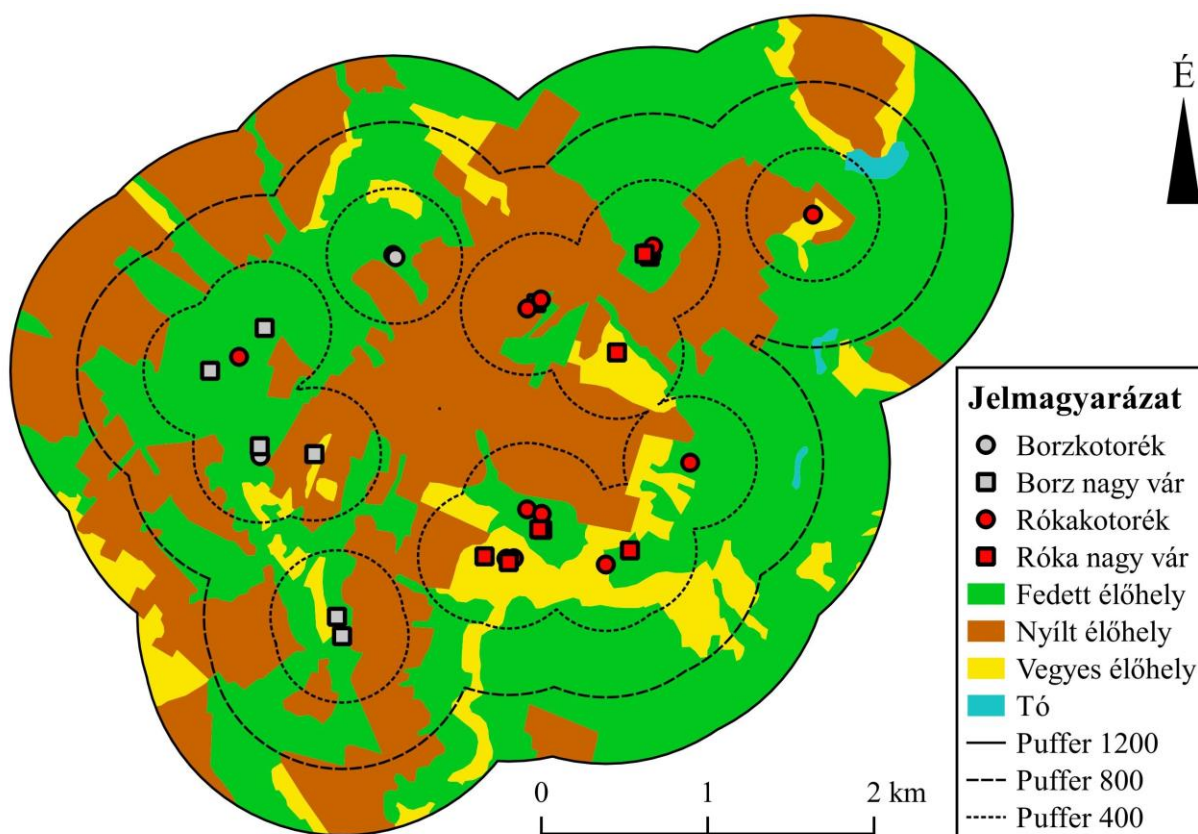 É
Jelmagyarázat
Borzkotorék
Borz nagy vár
Rókakotorék
Róka nagy vár
Fedett élőhely
Nyílt élőhely
Vegyes élőhely
Tó
Puffer 1200
Puffer 800
Puffer 400
0 1 2 km